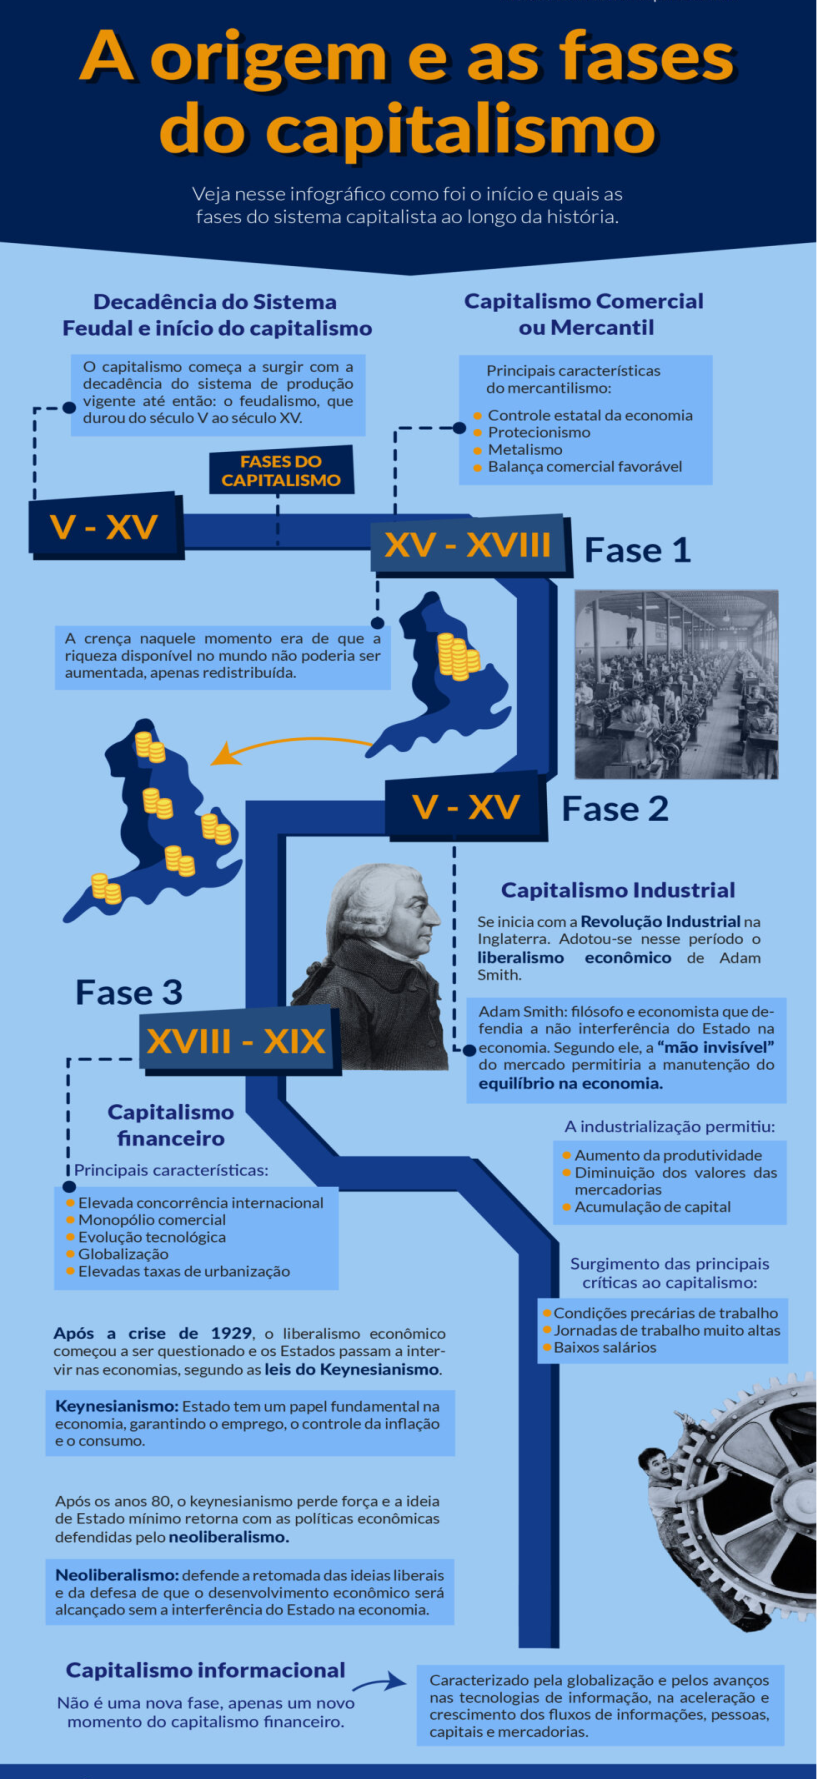 A origem e as fases
do capitalismo
Veja nesse infográfico como foi o início e quais as
fases do sistema capitalista ao longo da história.
Decadência do Sistema
Feudal e início do capitalismo
O capitalismo começa a surgir com a
decadência do sistema de produção
vigente até então: o feudalismo, que
durou do século V ao século XV.
Capitalismo Comercial
ou Mercantil
Principais características
do mercantilismo:
Controle estatal da economia
Protecionismo
Metalismo
Balança comercial favorável
FASES DO
CAPITALISMO
V - XV
XV - XVIII
Fase 1
A crença naquele momento era de que a
riqueza disponível no mundo não poderia ser
aumentada, apenas redistribuída.
V - XV
Fase 2
Capitalismo Industrial
Se inicia com a Revolução Industrial na
Inglaterra. Adotou-se nesse período o
liberalismo econômico de Adam
Smith.
Adam Smith: filósofo e economista que de-
fendia a não interferência do Estado na
economia. Segundo ele, a “mão invisível”
do mercado permitiria a manutenção do
equilíbrio na economia.
A industrialização permitiu:
Aumento da produtividade
Diminuição dos valores das
mercadorias
Acumulação de capital
Surgimento das principais
críticas ao capitalismo:
Condições precárias de trabalho
Jornadas de trabalho muito altas
Baixos salários
Fase 3
XVIII - XIX
Capitalismo
financeiro
Principais características:
Elevada concorrência internacional
Monopólio comercial
Evolução tecnológica
Globalização
Elevadas taxas de urbanização
Após a crise de 1929, o liberalismo econômico
começou a ser questionado e os Estados passam a inter-
vir nas economias, segundo as leis do Keynesianismo.
Keynesianismo: Estado tem um papel fundamental na
economia, garantindo o emprego, o controle da inflação
e o consumo.
Após os anos 80, o keynesianismo perde força e a ideia
de Estado mínimo retorna com as políticas econômicas
defendidas pelo neoliberalismo.
Neoliberalismo: defende a retomada das ideias liberais
e da defesa de que o desenvolvimento econômico será
alcançado sem a interferência do Estado na economia.
Capitalismo informacional
Não é uma nova fase, apenas um novo
momento do capitalismo financeiro.
Caracterizado pela globalização e pelos avanços
nas tecnologias de informação, na aceleração e
crescimento dos fluxos de informações, pessoas,
capitais e mercadorias.